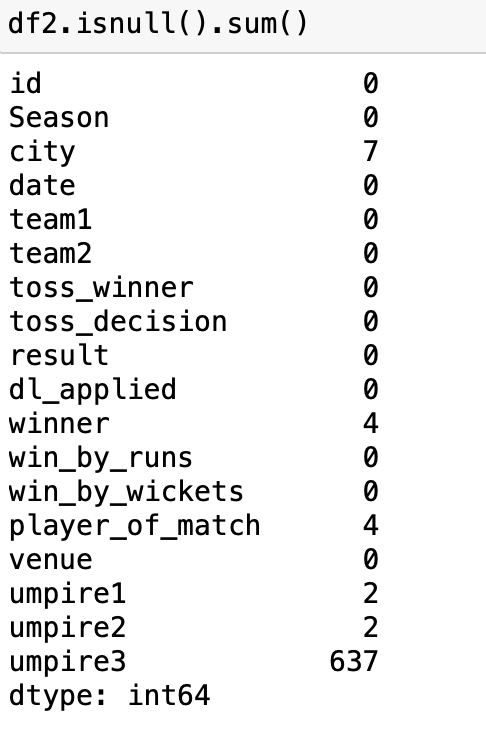 df2.isnull().sum()
id 0
Season 0
city 7
date 0
team1 0
team2 0
toss_winner 0
toss_decision 0
result 0
dl_applied 0
winner 4
win_by_runs 0
win_by_wickets 0
player_of_match 4
venue 0
umpire1 2
umpire2 2
umpire3 637
dtype: int64